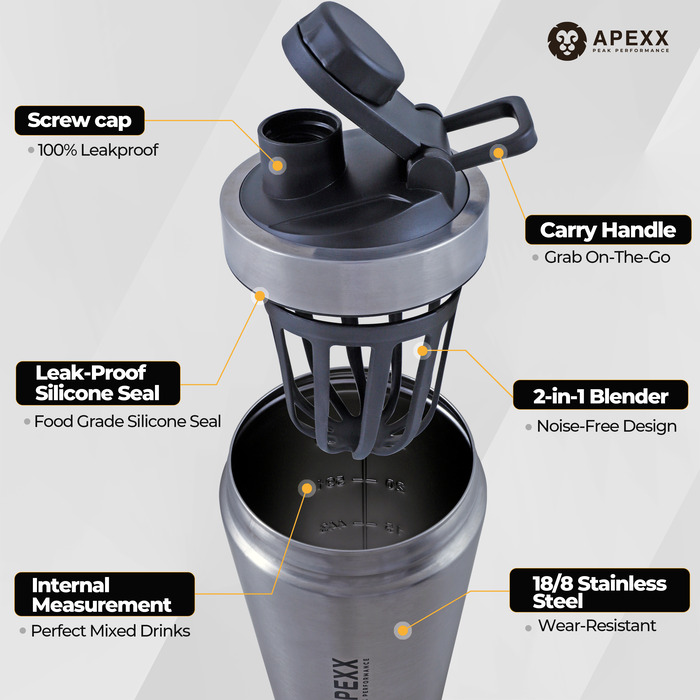 APEXX
PEAK PERFORMANCE
Screw cap
100% Leakproof
Carry Handle
Grab On-The-Go
Leak-Proof
Silicone Seal
Food Grade Silicone Seal
2-in-1 Blender
Noise-Free Design
Internal
Measurement
Perfect Mixed Drinks
18/8 Stainless
Steel
Wear-Resistant
APEXX
PERFORMANCE